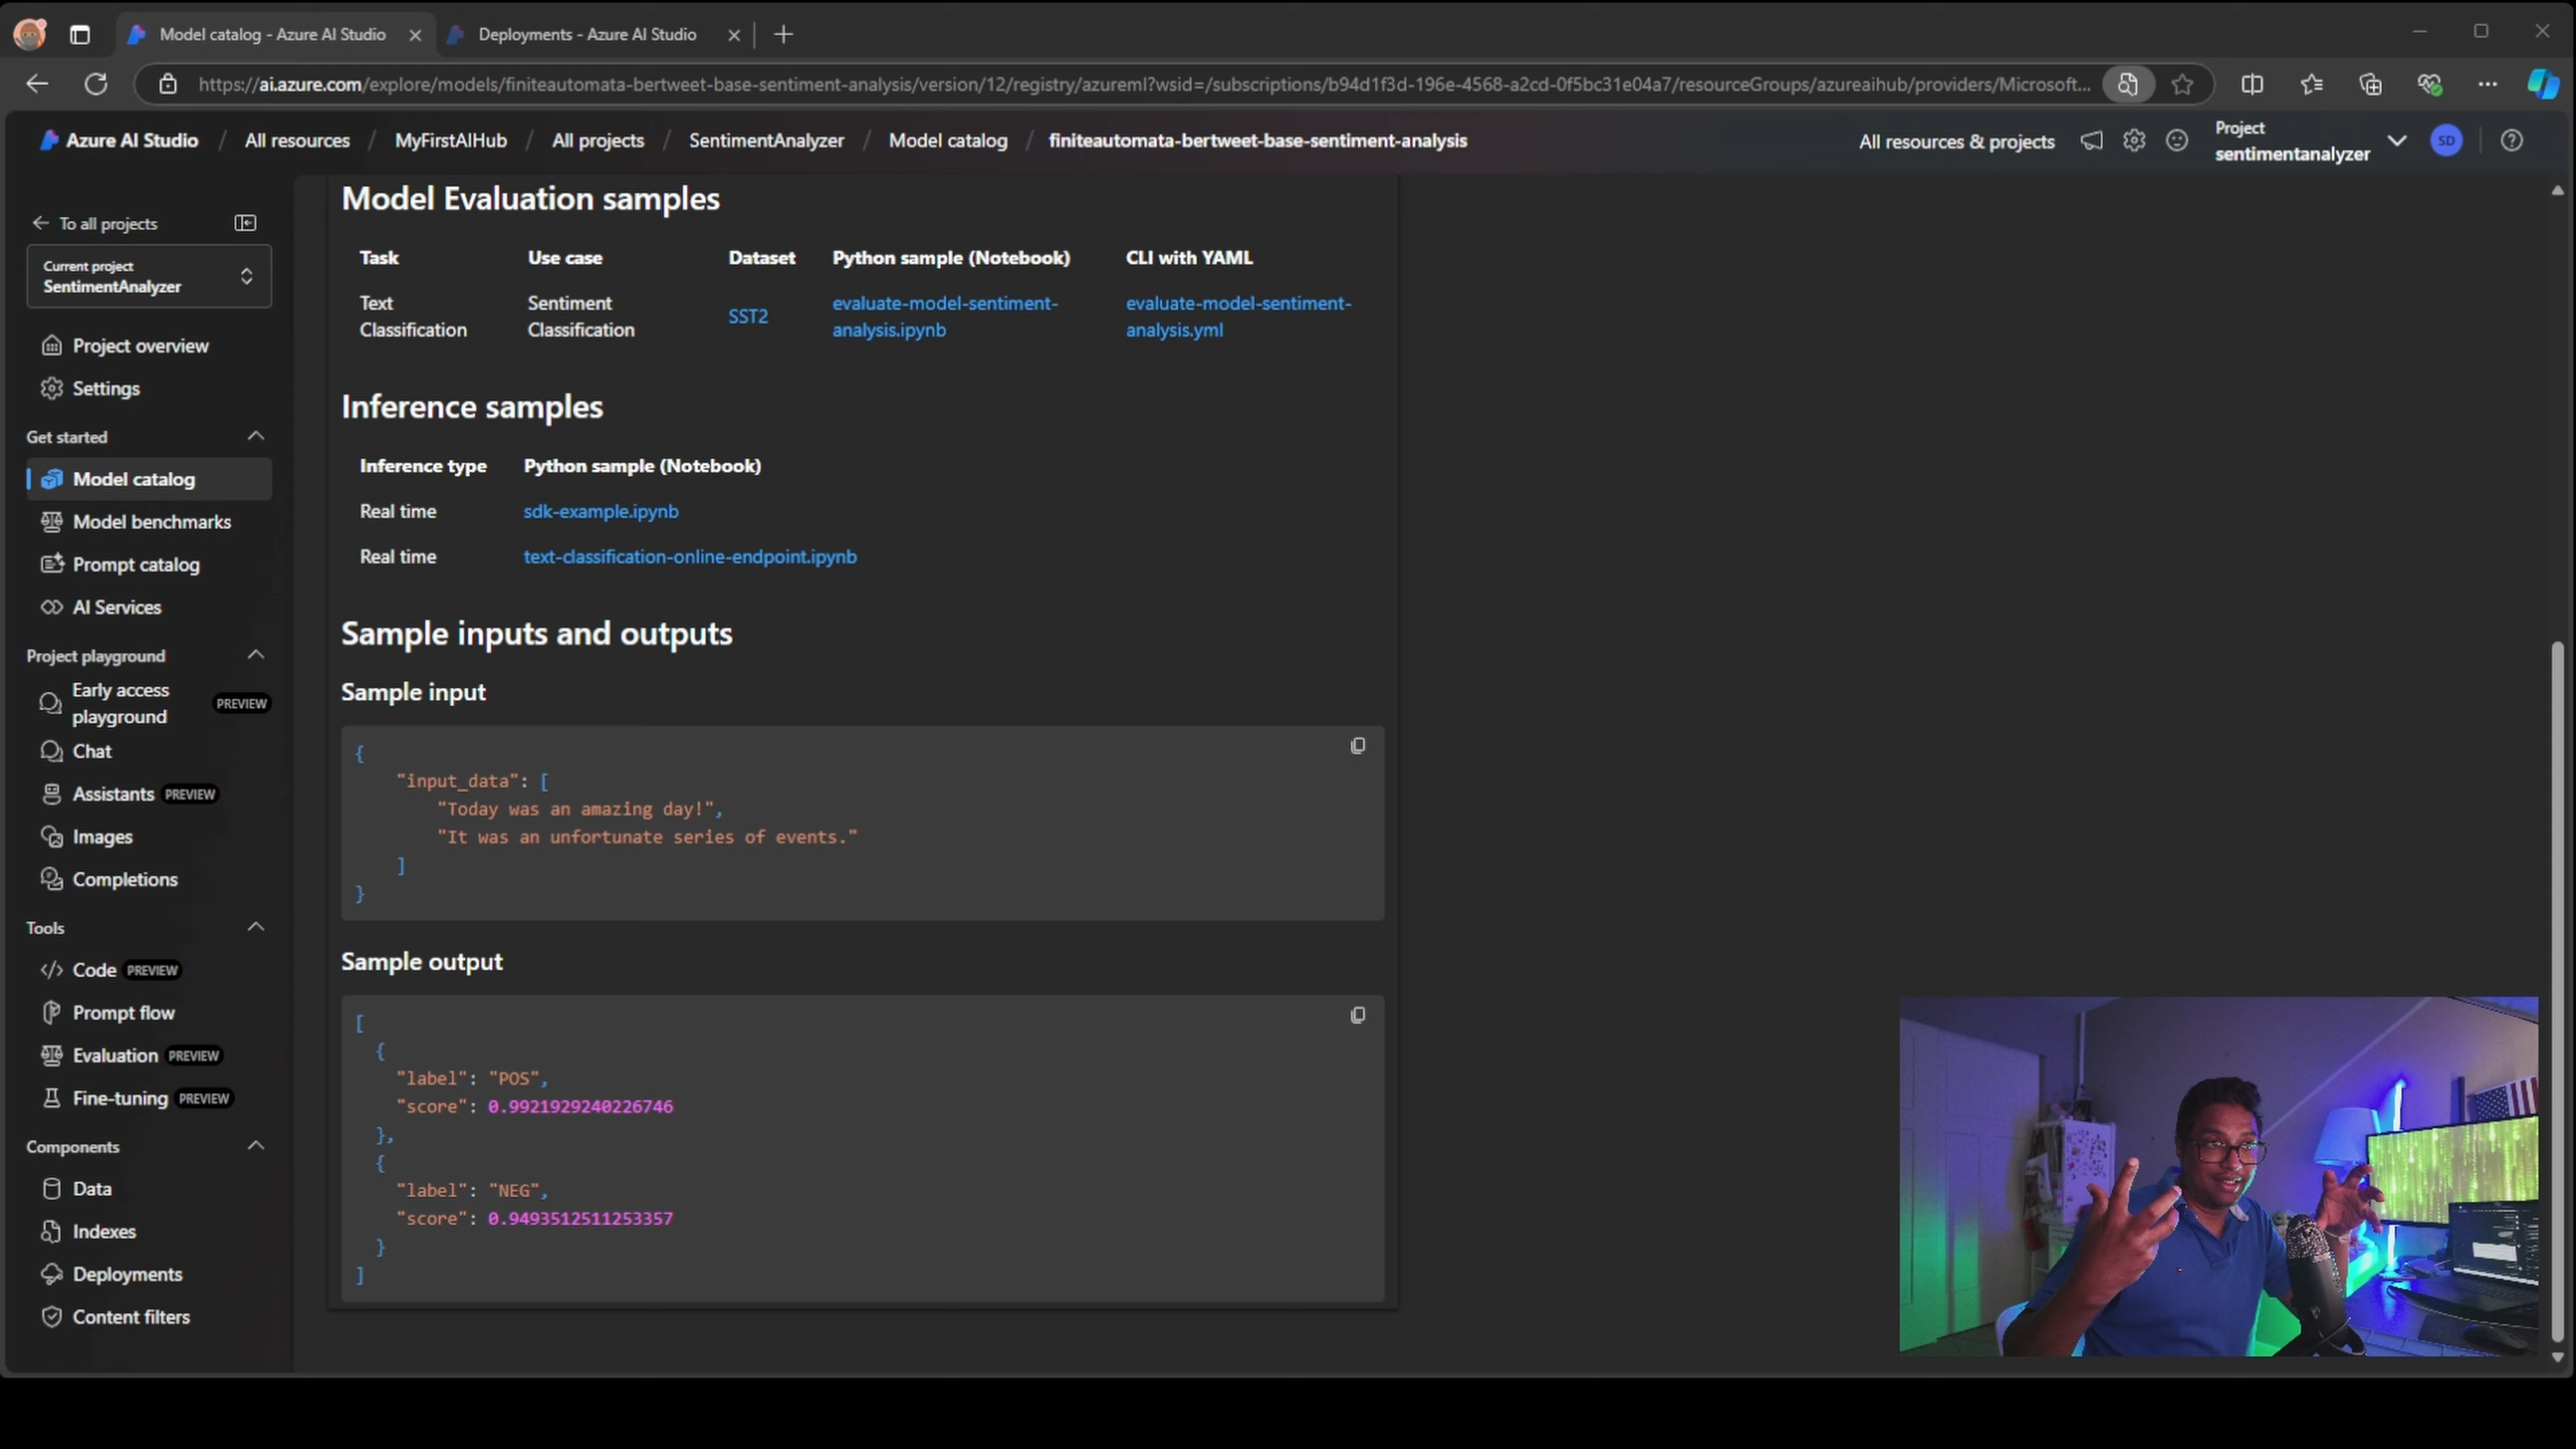 Model catalog - Azure AI Studio
Deployments - Azure AI Studio
https://ai.azure.com/explore/models/finiteautomata-bertweet-base-sentiment-analysis/version/12/registry/azureml?wsid=/subscriptions/b94d1f3d-196e-4568-a2cd-0f5bc31e04a7/resourceGroups/azureaihub/providers/Microsoft...
Azure AI Studio / All resources / MyFirstAIHub / All projects / SentimentAnalyzer / Model catalog / finiteautomata-bertweet-base-sentiment-analysis
All resources & projects
Project
sentimentanalyzer
SD
To all projects
Current project
SentimentAnalyzer
Project overview
Settings
Get started
Model catalog
Model benchmarks
Prompt catalog
AI Services
Project playground
Early access
playground PREVIEW
Chat
Assistants PREVIEW
Images
Completions
Tools
Code PREVIEW
Prompt flow
Evaluation PREVIEW
Fine-tuning PREVIEW
Components
Data
Indexes
Deployments
Content filters
Model Evaluation samples
Task Use case Dataset Python sample (Notebook) CLI with YAML
Text Sentiment SST2 evaluate-model-sentiment- evaluate-model-sentiment-
Classification Classification analysis.ipynb analysis.yml
Inference samples
Inference type Python sample (Notebook)
Real time sdk-example.ipynb
Real time text-classification-online-endpoint.ipynb
Sample inputs and outputs
Sample input
{
"input_data": [
"Today was an amazing day!",
"It was an unfortunate series of events."
]
}
Sample output
[
{
"label": "POS",
"score": 0.9921929240226746
},
{
"label": "NEG",
"score": 0.9493512511253357
}
]